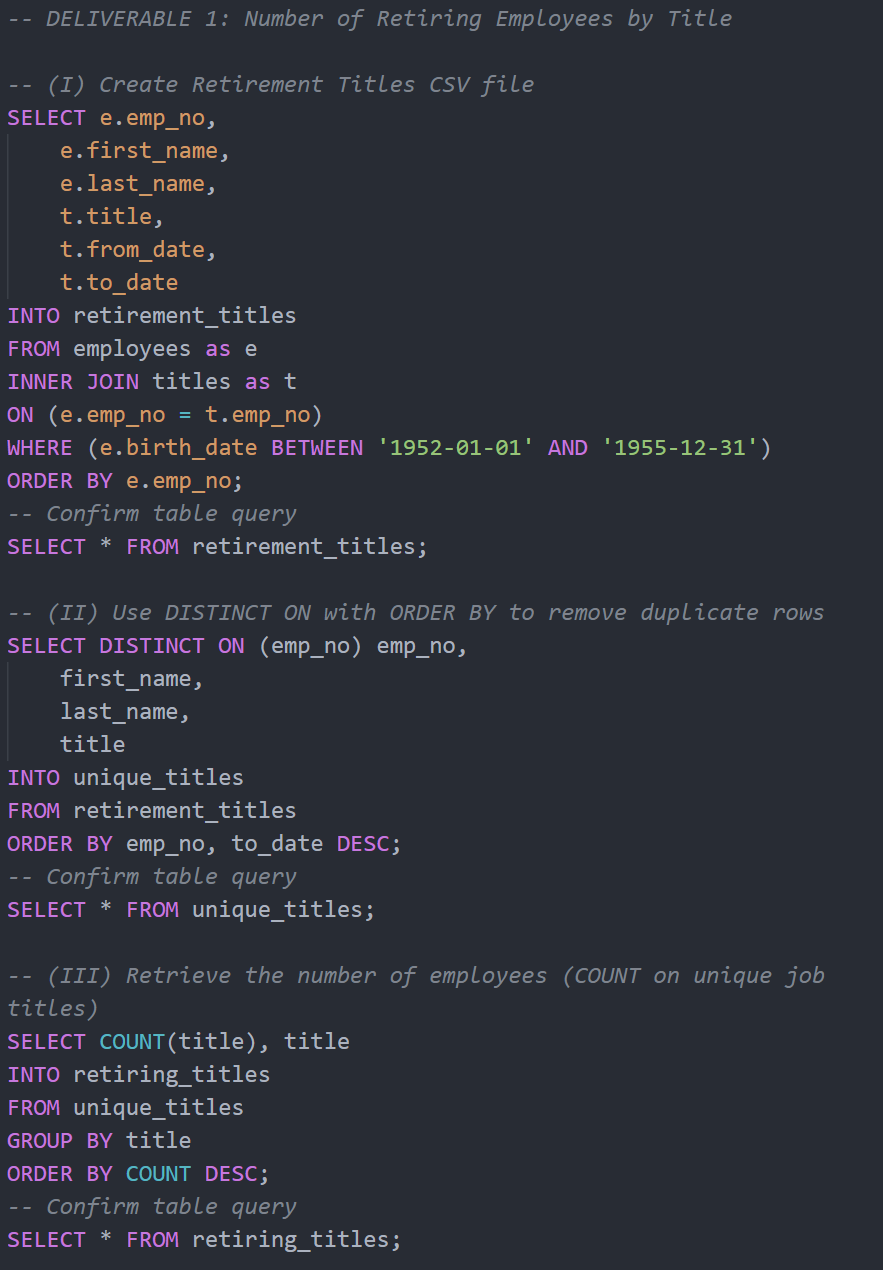 -- DELIVERABLE 1: Number of Retiring Employees by Title

-- (I) Create Retirement Titles CSV file
SELECT e.emp_no,
    e.first_name,
    e.last_name,
    t.title,
    t.from_date,
    t.to_date
INTO retirement_titles
FROM employees as e
INNER JOIN titles as t
ON (e.emp_no = t.emp_no)
WHERE (e.birth_date BETWEEN '1952-01-01' AND '1955-12-31')
ORDER BY e.emp_no;
-- Confirm table query
SELECT * FROM retirement_titles;

-- (II) Use DISTINCT ON with ORDER BY to remove duplicate rows
SELECT DISTINCT ON (emp_no) emp_no,
    first_name,
    last_name,
    title
INTO unique_titles
FROM retirement_titles
ORDER BY emp_no, to_date DESC;
-- Confirm table query
SELECT * FROM unique_titles;

-- (III) Retrieve the number of employees (COUNT on unique job
titles)
SELECT COUNT(title), title
INTO retiring_titles
FROM unique_titles
GROUP BY title
ORDER BY COUNT DESC;
-- Confirm table query
SELECT * FROM retiring_titles;